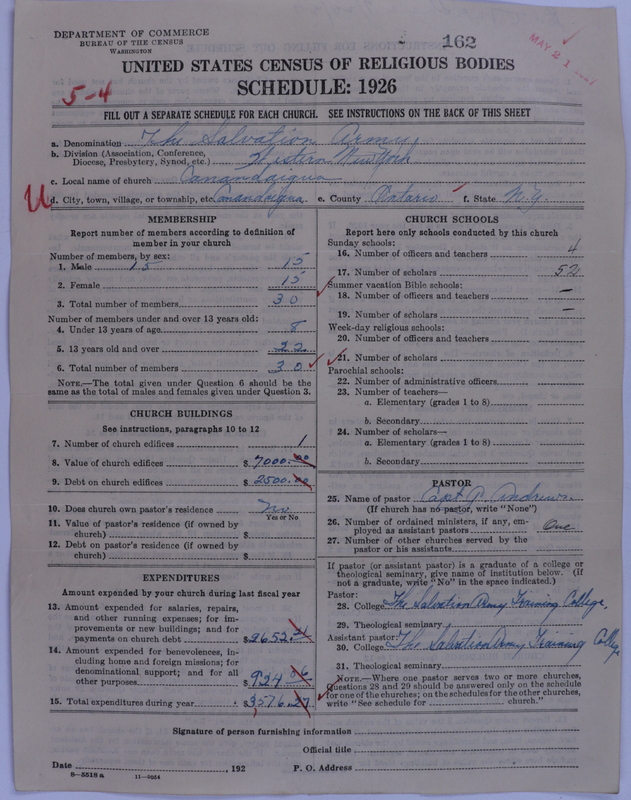 DEPARTMENT OF COMMERCE
BUREAU OF THE CENSUS
WASHINGTON
162
MAY 21
UNITED STATES CENSUS OF RELIGIOUS BODIES
SCHEDULE: 1926
5-4
FILL OUT A SEPARATE SCHEDULE FOR EACH CHURCH. SEE INSTRUCTIONS ON THE BACK OF THIS SHEET
a. Denomination The Salvation Army
b. Division (Association, Conference, Diocese, Presbytery, Synod, etc.) Western New York
c. Local name of church Canandaigua
U
d. City, town, village, or township, etc. Canandaigua e. County Ontario f. State N.Y.
MEMBERSHIP
Report number of members according to definition of
member in your church
Number of members, by sex:
1. Male 15 15
2. Female 15
3. Total number of members 30
Number of members under and over 13 years old:
4. Under 13 years of age 8
5. 13 years old and over 22
6. Total number of members 30
NOTE.—The total given under Question 6 should be
same as the total of males and females given under Question 3.
CHURCH BUILDINGS
See instructions, paragraphs 10 to 12
7. Number of church edifices 1
8. Value of church edifices $ 7000.00
9. Debt on church edifices $ 2500.00
10. Does church own pastor's residence No
Yes or No
11. Value of pastor's residence (if owned by
church) $
12. Debt on pastor's residence (if owned by
church) $
EXPENDITURES
Amount expended by your church during last fiscal year
13. Amount expended for salaries, repairs,
and other running expenses; for im-
provements or new buildings; and for
payments on church debt $ 2652.
14. Amount expended for benevolences, in-
cluding home and foreign missions; for
denominational support; and for all
other purposes $ 924
15. Total expenditures during year $ 3576.
CHURCH SCHOOLS
Report here only schools conducted by this church
Sunday schools:
16. Number of officers and teachers 4
17. Number of scholars 52
Summer vacation Bible schools:
18. Number of officers and teachers –
19. Number of scholars –
Week-day religious schools:
20. Number of officers and teachers
21. Number of scholars
Parochial schools:
22. Number of administrative officers
23. Number of teachers—
a. Elementary (grades 1 to 8)
b. Secondary
24. Number of scholars—
a. Elementary (grades 1 to 8)
b. Secondary
PASTOR
25. Name of pastor Capt P. Andrews
(If church has no pastor, write "None")
26. Number of ordained ministers, if any, em-
ployed as assistant pastors One
27. Number of other churches served by the
pastor or his assistants
If pastor (or assistant pastor) is a graduate of a college or
theological seminary, give name of institution below. (If
not a graduate, write "No" in the space indicated.)
Pastor:
28. College The Salvation Army Training College
29. Theological seminary
Assistant pastor:
30. College The Salvation Army Training College
31. Theological seminary
NOTE.—Where one pastor serves two or more churches,
Questions 28 and 29 should be answered only on the schedule
for one of the churches; on the schedules for the other churches,
write "See schedule for church."
Signature of person furnishing information
Official title
Date , 192 P. O. Address
8—5518 a 11—9054